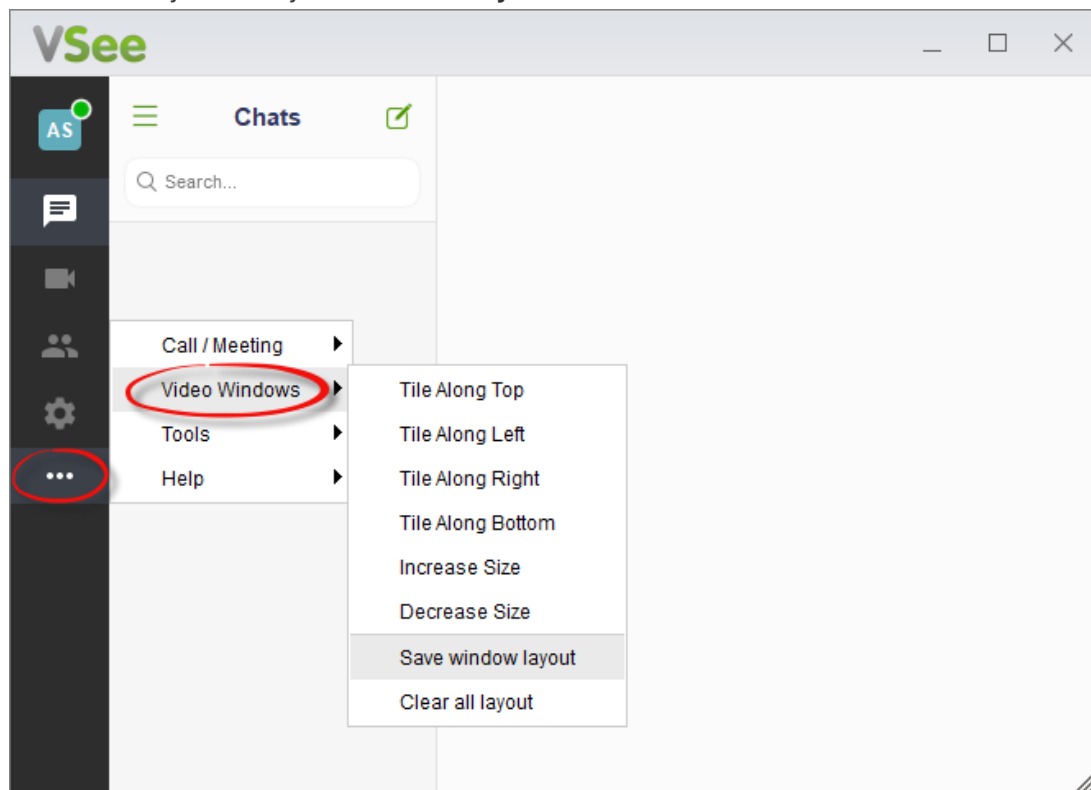 VSee
AS
Chats
Search...
Call / Meeting
Video Windows
Tools
Help
Tile Along Top
Tile Along Left
Tile Along Right
Tile Along Bottom
Increase Size
Decrease Size
Save window layout
Clear all layout